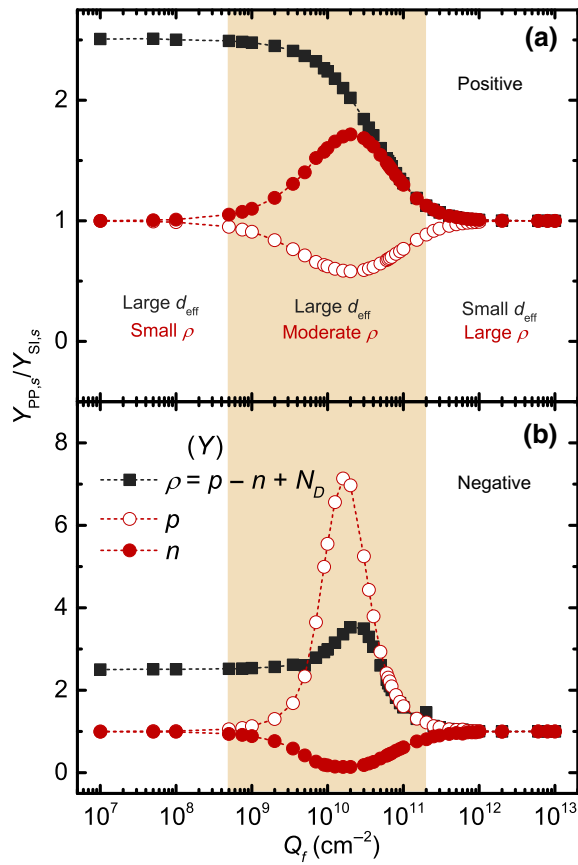 (a)
Positive
2
1
0
Large d_eff
Small ρ
Large d_eff
Moderate ρ
Small d_eff
Large ρ
Y_PP,s/Y_SI,s
(b)
Negative
(Y)
ρ = p − n + N_D
p
n
8
6
4
2
0
10^7 10^8 10^9 10^10 10^11 10^12 10^13
Q_f (cm^−2)